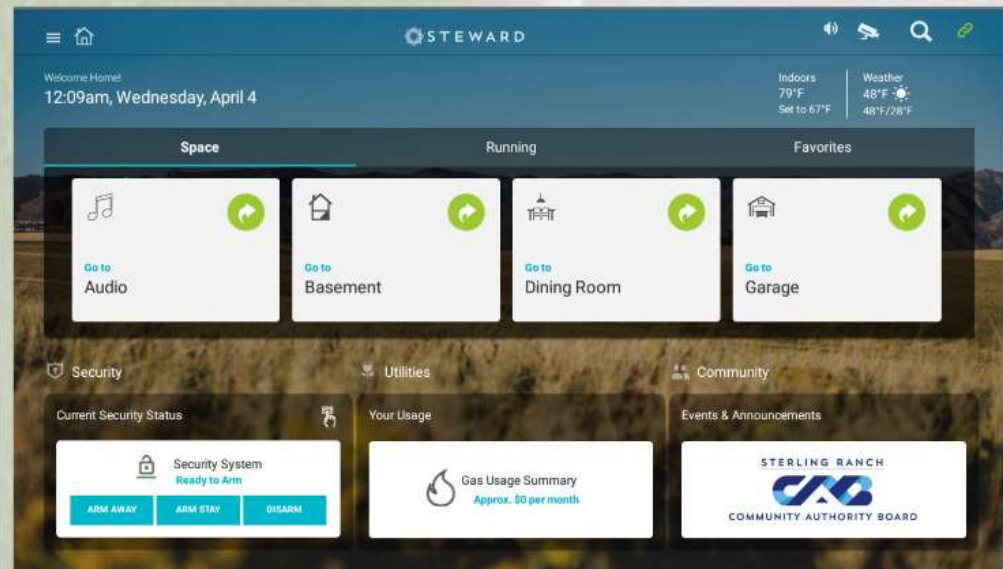 STEWARD
Welcome Home!
12:09am, Wednesday, April 4
Indoors
79°F
Set to 67°F
Weather
48°F
48°F/28°F
Space
Running
Favorites
Go to
Audio
Go to
Basement
Go to
Dining Room
Go to
Garage
Security
Utilities
Community
Current Security Status
Your Usage
Events & Announcements
Security System
Ready to Arm
ARM AWAY
ARM STAY
DISARM
Gas Usage Summary
Approx. $0 per month
STERLING RANCH
CAB
COMMUNITY AUTHORITY BOARD